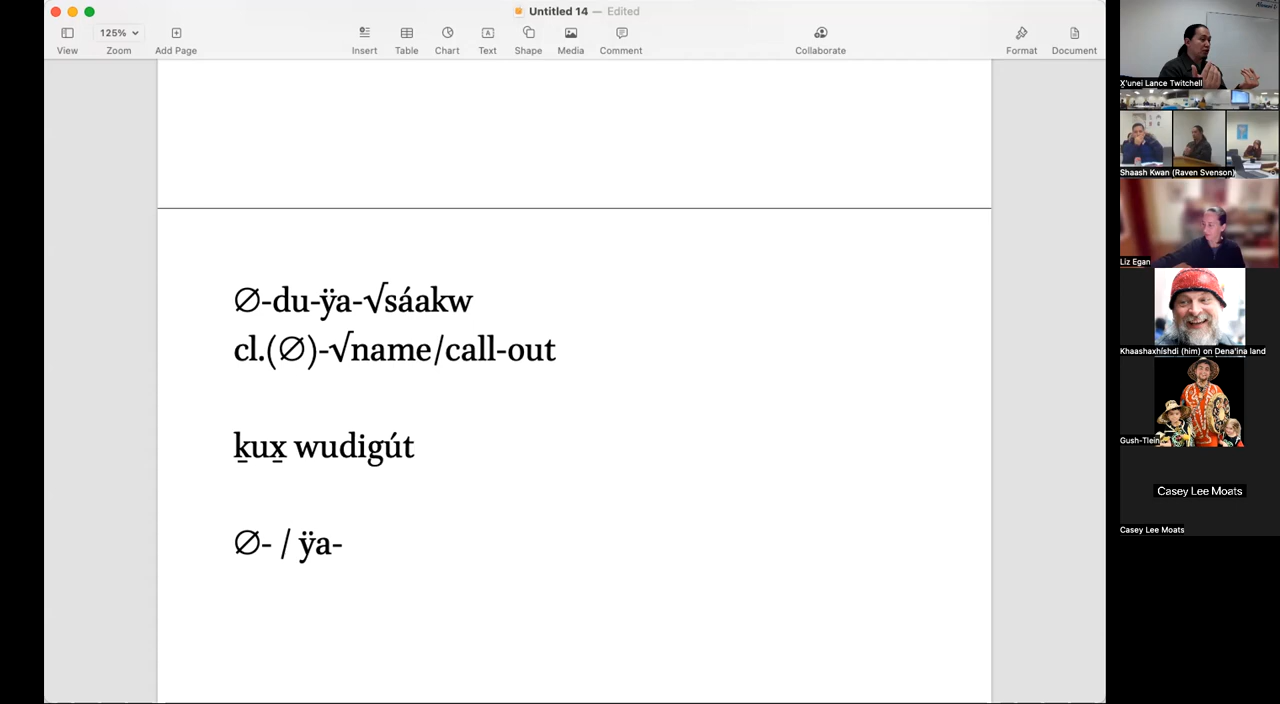 Untitled 14 — Edited
View
125%
Zoom
Add Page
Insert
Table
Chart
Text
Shape
Media
Comment
Collaborate
Format
Document
∅-du-ÿa-√sáakw
cl.(∅)-√name/call-out
ḵux̱ wudigút
∅- / ÿa-
X̱'unei Lance Twitchell
Shaash Kwan (Raven Svenson)
Liz Egan
Khaashaxhíshdi (him) on Dena'ina land
Gush-Tlein
Casey Lee Moats
Casey Lee Moats